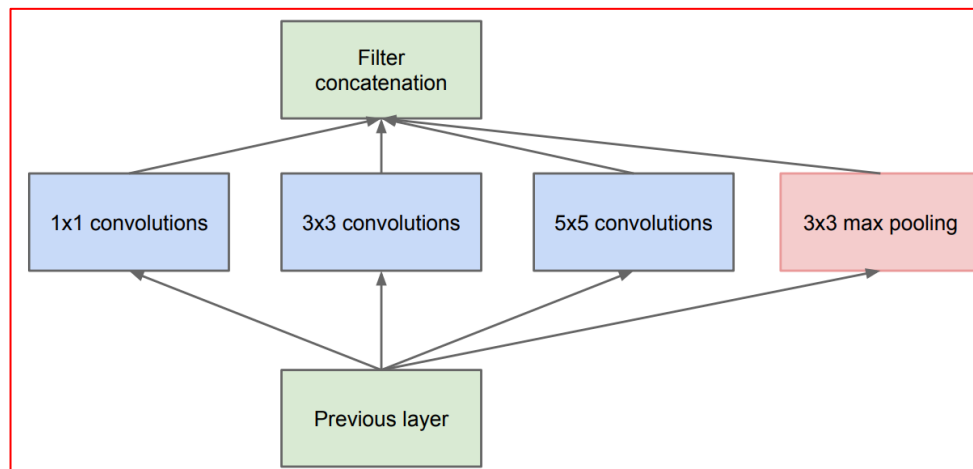 Filter
concatenation
1x1 convolutions
3x3 convolutions
5x5 convolutions
3x3 max pooling
Previous layer